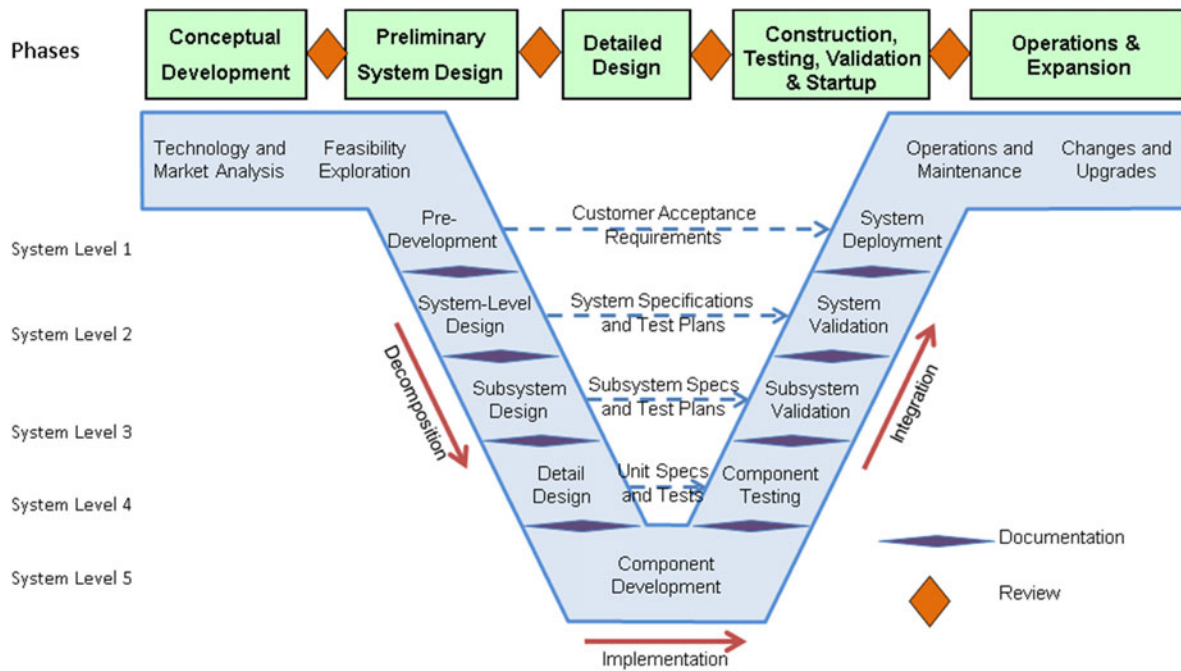 Phases
Conceptual
Development
Preliminary
System Design
Detailed
Design
Construction,
Testing, Validation
& Startup
Operations &
Expansion
Technology and
Market Analysis
Feasibility
Exploration
Operations and
Maintenance
Changes and
Upgrades
System Level 1
Pre-
Development
Customer Acceptance
Requirements
System
Deployment
System Level 2
System-Level
Design
System Specifications
and Test Plans
System
Validation
Decomposition
System Level 3
Subsystem
Design
Subsystem Specs
and Test Plans
Subsystem
Validation
Integration
System Level 4
Detail
Design
Unit Specs
and Tests
Component
Testing
System Level 5
Component
Development
Documentation
Review
Implementation